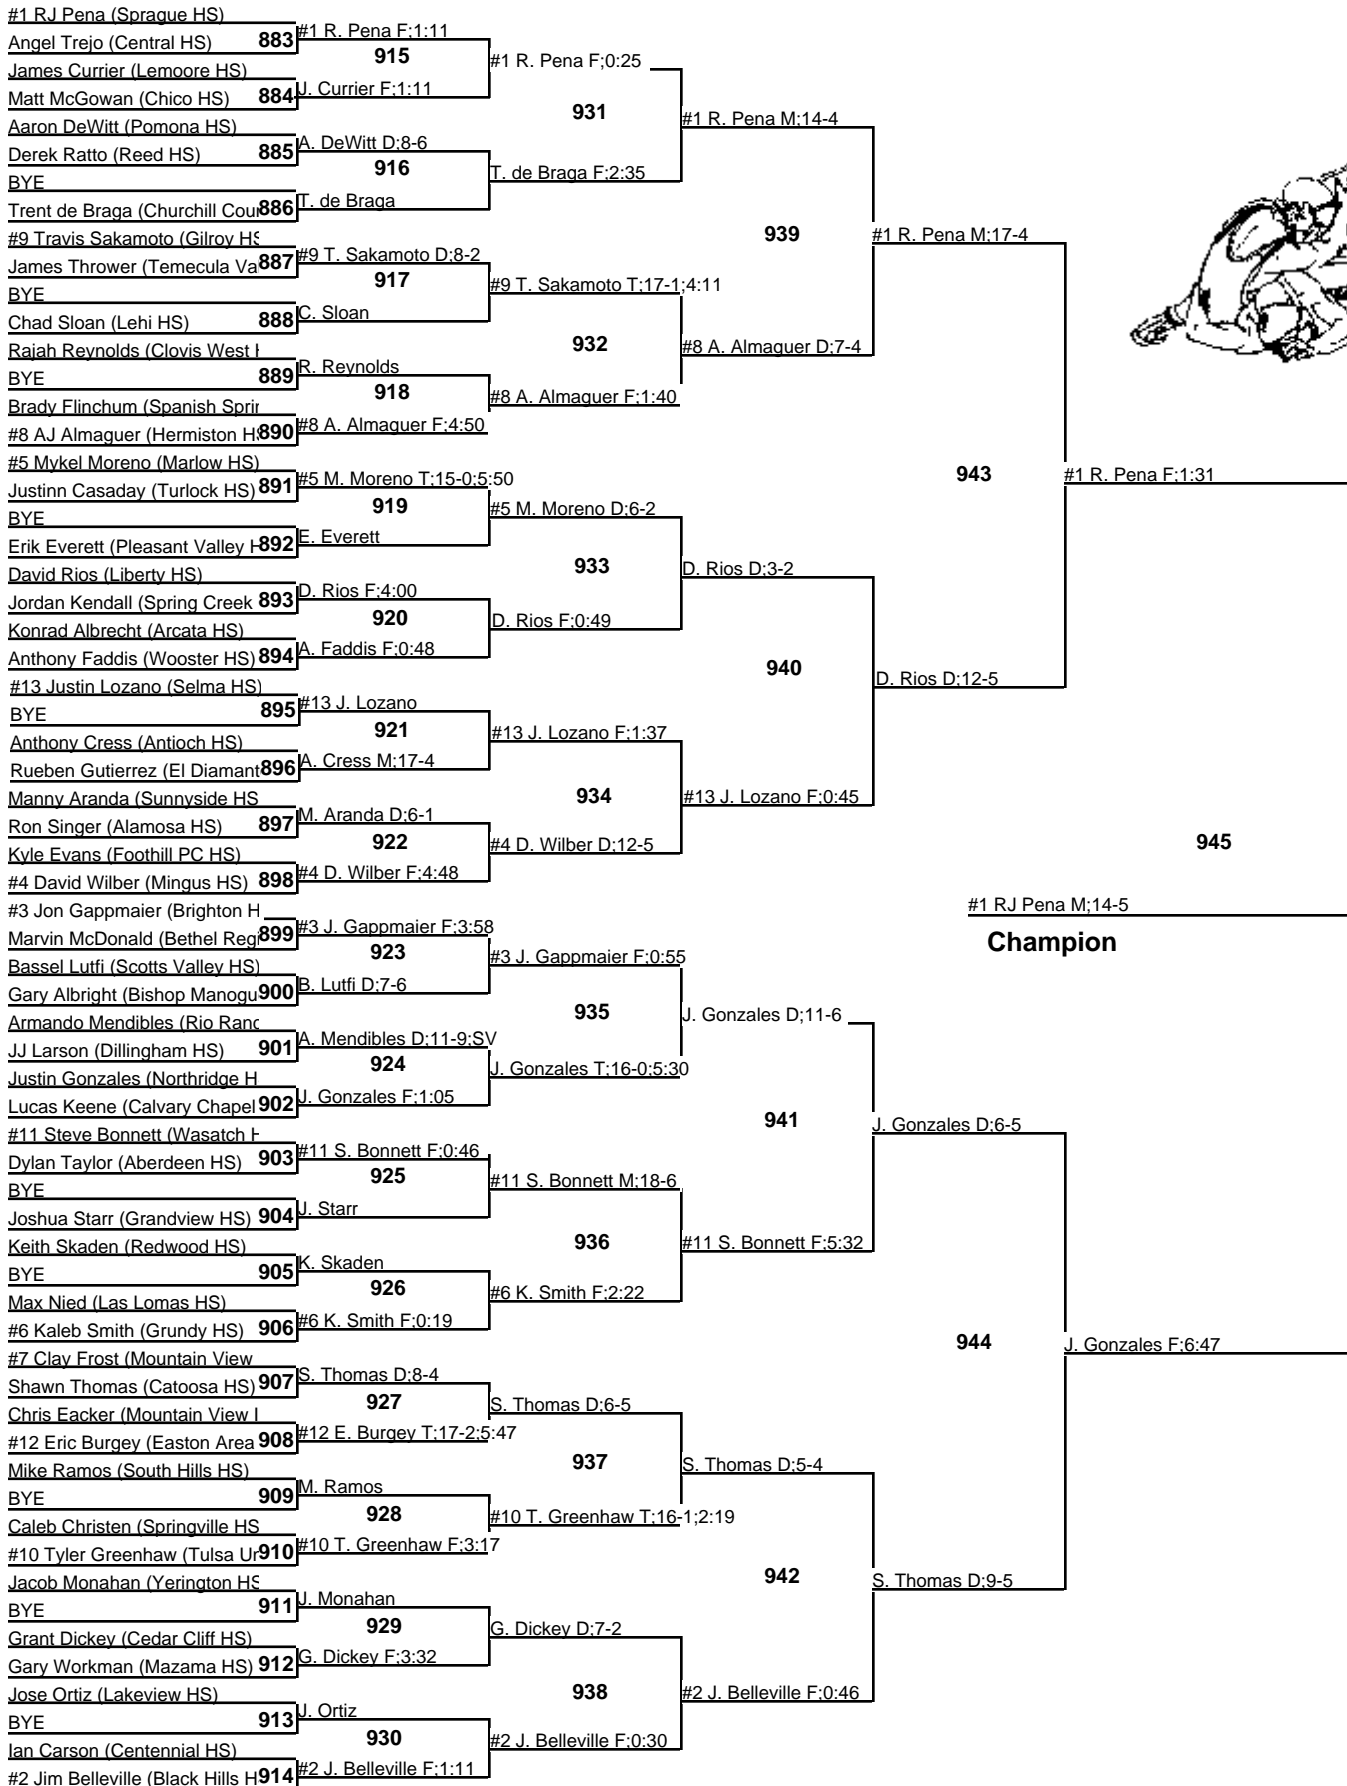 #1 RJ Pena (Sprague HS)
Angel Trejo (Central HS)
883
#1 R. Pena F;1:11
915
James Currier (Lemoore HS)
Matt McGowan (Chico HS)
884
J. Currier F;1:11
#1 R. Pena F;0:25
931
Aaron DeWitt (Pomona HS)
Derek Ratto (Reed HS)
885
A. DeWitt D;8-6
916
BYE
Trent de Braga (Churchill Cou
886
T. de Braga
T. de Braga F;2:35
#1 R. Pena M;14-4
939
#9 Travis Sakamoto (Gilroy HS
James Thrower (Temecula Va
887
#9 T. Sakamoto D;8-2
917
BYE
Chad Sloan (Lehi HS)
888
C. Sloan
#9 T. Sakamoto T;17-1;4:11
932
Rajah Reynolds (Clovis West H
BYE
889
R. Reynolds
918
Brady Flinchum (Spanish Sprin
#8 AJ Almaguer (Hermiston HS
890
#8 A. Almaguer F;4:50
#8 A. Almaguer F;1:40
#8 A. Almaguer D;7-4
#1 R. Pena M;17-4
943
#5 Mykel Moreno (Marlow HS)
Justinn Casaday (Turlock HS)
891
#5 M. Moreno T;15-0;5:50
919
BYE
Erik Everett (Pleasant Valley H
892
E. Everett
#5 M. Moreno D;6-2
933
David Rios (Liberty HS)
Jordan Kendall (Spring Creek
893
D. Rios F;4:00
920
Konrad Albrecht (Arcata HS)
Anthony Faddis (Wooster HS)
894
A. Faddis F;0:48
D. Rios F;0:49
D. Rios D;3-2
940
#13 Justin Lozano (Selma HS)
BYE
895
#13 J. Lozano
921
Anthony Cress (Antioch HS)
Rueben Gutierrez (El Diamant
896
A. Cress M;17-4
#13 J. Lozano F;1:37
934
Manny Aranda (Sunnyside HS
Ron Singer (Alamosa HS)
897
M. Aranda D;6-1
922
Kyle Evans (Foothill PC HS)
#4 David Wilber (Mingus HS)
898
#4 D. Wilber F;4:48
#4 D. Wilber D;12-5
#13 J. Lozano F;0:45
D. Rios D;12-5
#1 R. Pena F;1:31
945
#1 RJ Pena M;14-5
Champion
#3 Jon Gappmaier (Brighton H
Marvin McDonald (Bethel Regi
899
#3 J. Gappmaier F;3:58
923
Bassel Lutfi (Scotts Valley HS)
Gary Albright (Bishop Manogu
900
B. Lutfi D;7-6
#3 J. Gappmaier F;0:55
935
Armando Mendibles (Rio Ranc
JJ Larson (Dillingham HS)
901
A. Mendibles D;11-9;SV
924
Justin Gonzales (Northridge H
Lucas Keene (Calvary Chapel
902
J. Gonzales F;1:05
J. Gonzales T;16-0;5:30
J. Gonzales D;11-6
941
#11 Steve Bonnett (Wasatch H
Dylan Taylor (Aberdeen HS)
903
#11 S. Bonnett F;0:46
925
BYE
Joshua Starr (Grandview HS)
904
J. Starr
#11 S. Bonnett M;18-6
936
Keith Skaden (Redwood HS)
BYE
905
K. Skaden
926
Max Nied (Las Lomas HS)
#6 Kaleb Smith (Grundy HS)
906
#6 K. Smith F;0:19
#6 K. Smith F;2:22
#11 S. Bonnett F;5:32
J. Gonzales D;6-5
944
#7 Clay Frost (Mountain View
Shawn Thomas (Catoosa HS)
907
S. Thomas D;8-4
927
Chris Eacker (Mountain View I
#12 Eric Burgey (Easton Area
908
#12 E. Burgey T;17-2;5:47
S. Thomas D;6-5
937
Mike Ramos (South Hills HS)
BYE
909
M. Ramos
928
Caleb Christen (Springville HS
#10 Tyler Greenhaw (Tulsa Un
910
#10 T. Greenhaw F;3:17
#10 T. Greenhaw T;16-1;2:19
S. Thomas D;5-4
942
Jacob Monahan (Yerington HS
BYE
911
J. Monahan
929
Grant Dickey (Cedar Cliff HS)
Gary Workman (Mazama HS)
912
G. Dickey F;3:32
G. Dickey D;7-2
938
Jose Ortiz (Lakeview HS)
BYE
913
J. Ortiz
930
Ian Carson (Centennial HS)
#2 Jim Belleville (Black Hills H
914
#2 J. Belleville F;1:11
#2 J. Belleville F;0:30
#2 J. Belleville F;0:46
S. Thomas D;9-5
J. Gonzales F;6:47